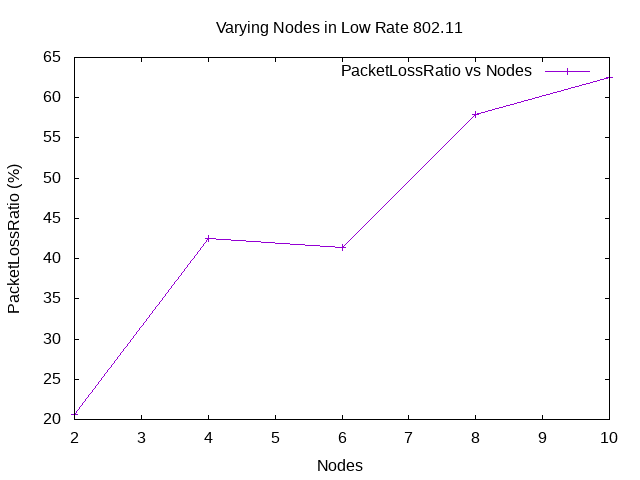 Varying Nodes in Low Rate 802.11
PacketLossRatio vs Nodes
65
60
55
50
45
40
35
30
25
20
PacketLossRatio (%)
2 3 4 5 6 7 8 9 10
Nodes